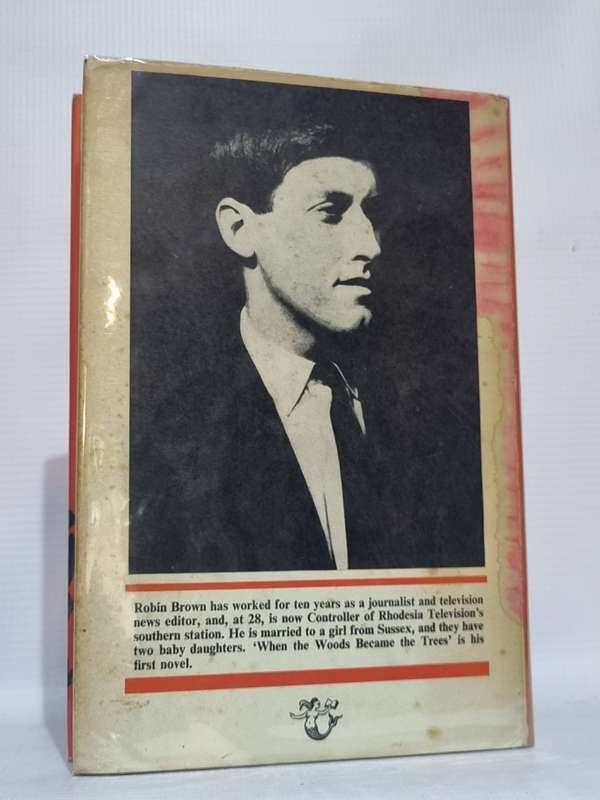 Robin Brown has worked for ten years as a journalist and television
news editor, and, at 28, is now Controller of Rhodesia Television's
southern station. He is married to a girl from Sussex, and they have
two baby daughters. 'When the Woods Became the Trees' is his
first novel.